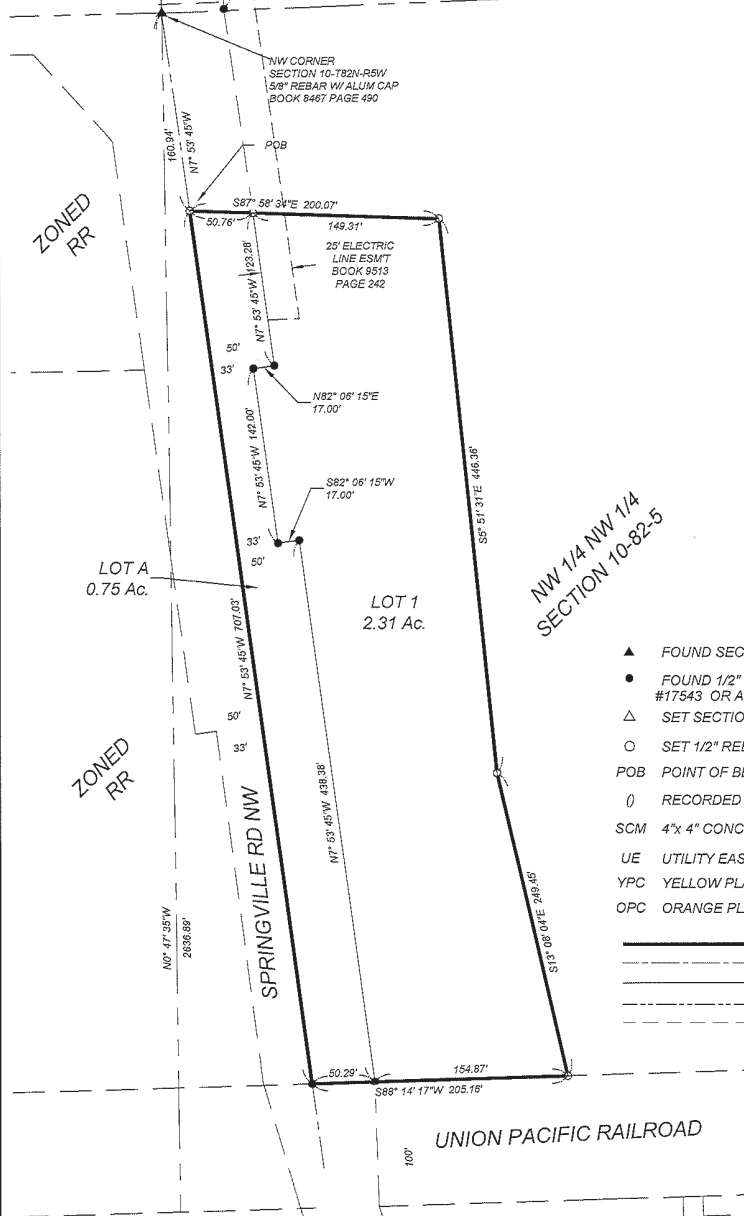 NW CORNER
SECTION 10-T82N-R5W
5/8" REBAR W/ ALUM CAP
BOOK 8467 PAGE 490
160.94'
N7° 53' 45"W
POB
ZONED
RR
S87° 58' 34"E 200.07'
50.76'
149.31'
25' ELECTRIC
LINE ESM'T
BOOK 9513
PAGE 242
N7° 53' 45"W 123.28'
50'
33'
N82° 06' 15"E
17.00'
N7° 53' 45"W 142.00'
S82° 06' 15"W
17.00'
33'
50'
S5° 51' 31"E 446.36'
NW 1/4 NW 1/4
SECTION 10-82-5
LOT A
0.75 Ac.
LOT 1
2.31 Ac.
N7° 53' 45"W 707.03'
50'
33'
ZONED
RR
FOUND SEC
FOUND 1/2"
#17543 OR A
SET SECTIO
SET 1/2" REE
POB POINT OF BE
() RECORDED
SCM 4"x 4" CONC
UE UTILITY EAS
YPC YELLOW PLA
OPC ORANGE PL
N7° 53' 45"W 438.38'
SPRINGVILLE RD NW
N0° 47' 35"W
2636.89'
S13° 08' 04"E 249.45'
50.29'
154.87'
S88° 14' 17"W 205.16'
UNION PACIFIC RAILROAD
100'